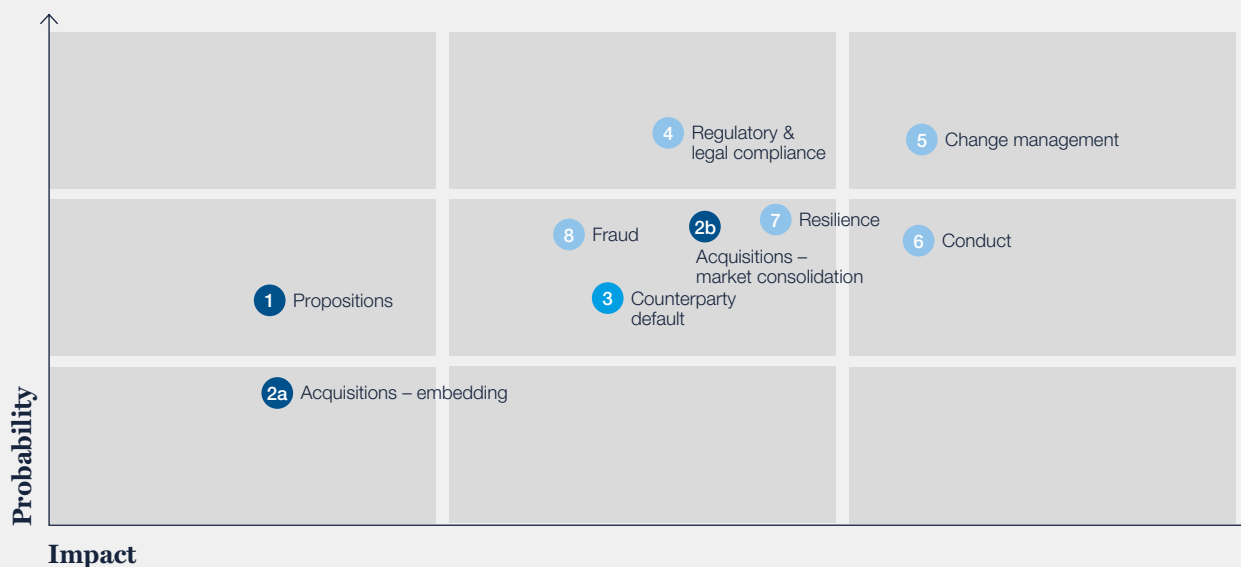 4
Regulatory &
legal compliance
5
Change management
7
Resilience
2b
Acquisitions –
market consolidation
8
Fraud
6
Conduct
1
Propositions
3
Counterparty
default
2a
Acquisitions – embedding
Probability
Impact